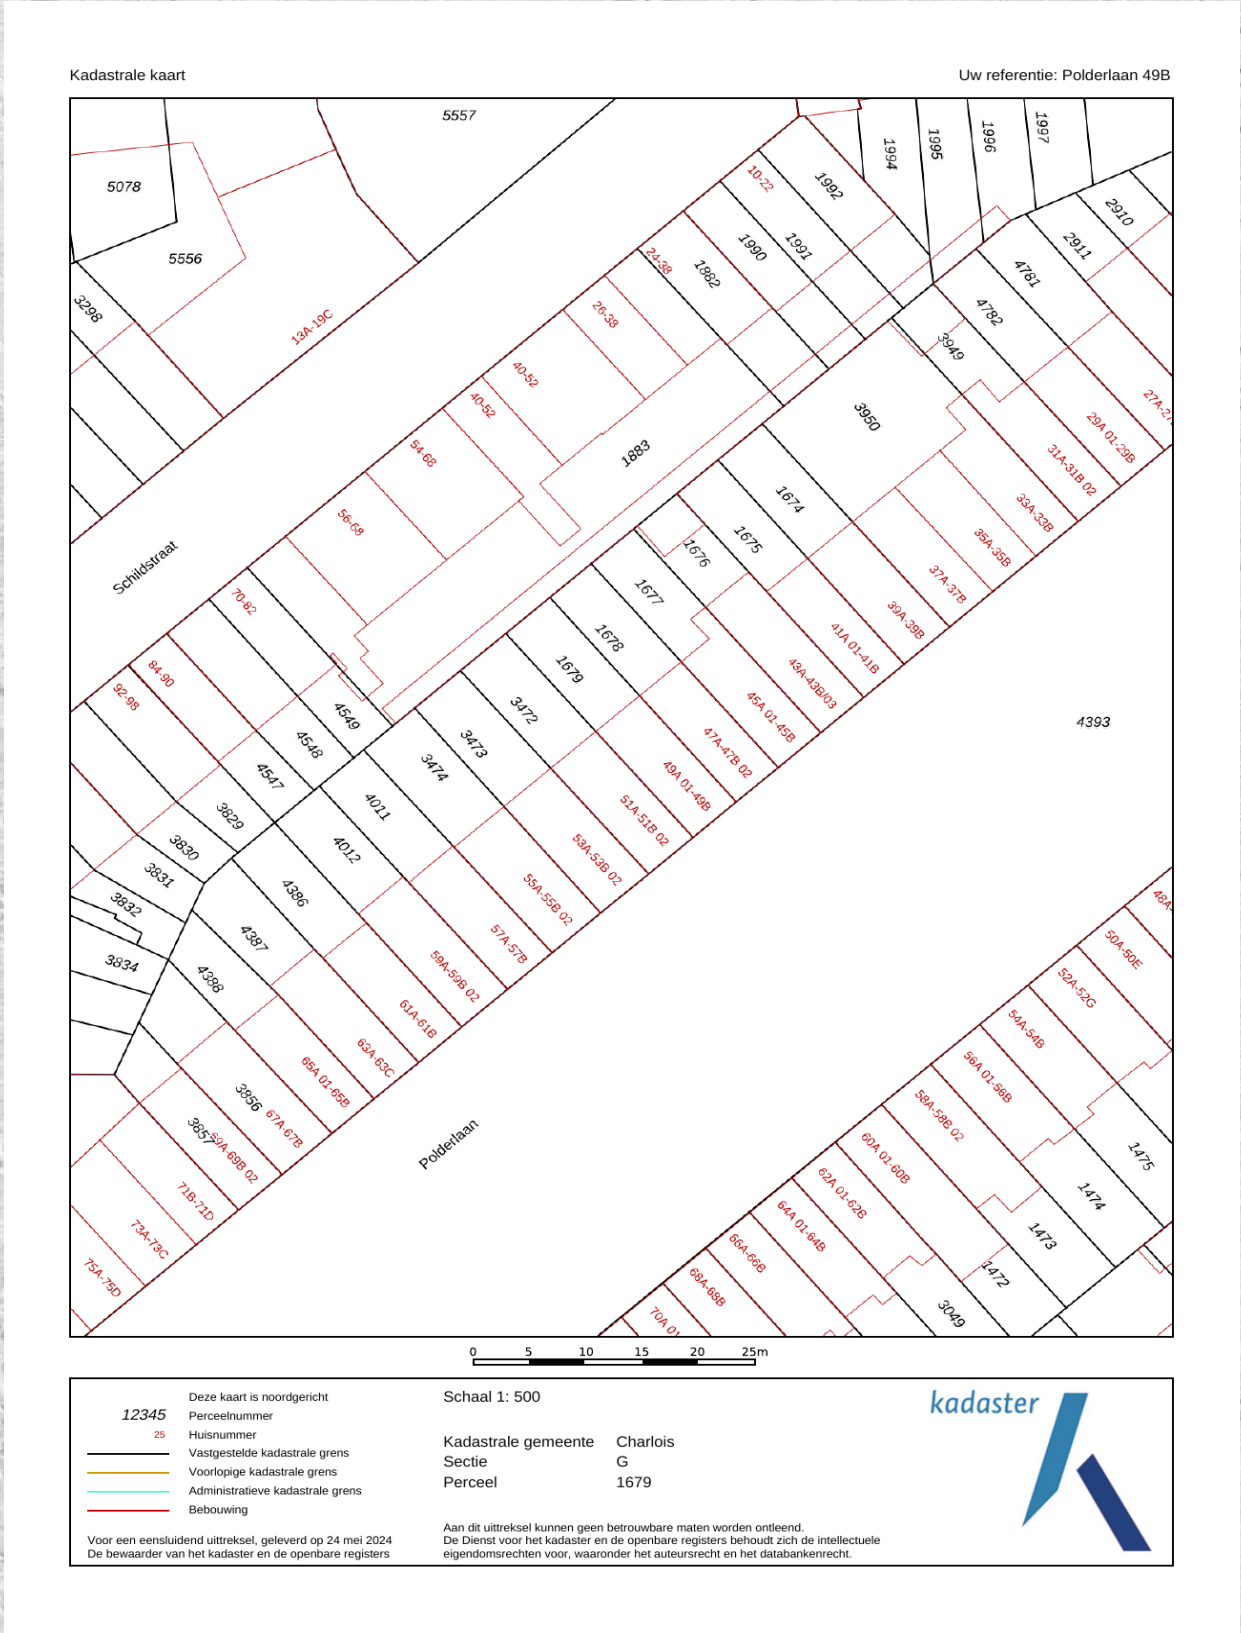 Kadastrale kaart
Uw referentie: Polderlaan 49B
5557
5078
5556
3298
13A-19C
1994
1995
1996
1997
10-22
1992
1991
1990
1882
24-38
26-38
40-52
40-52
54-68
56-68
1883
2910
2911
4781
4782
3949
3950
27A-27
29A 01-29B
31A-31B 02
33A-33B
35A-35B
37A-37B
39A-39B
41A 01-41B
43A-43B/03
45A 01-45B
47A-47B 02
49A 01-49B
51A-51B 02
53A-53B 02
55A-55B 02
57A-57B
59A-59B 02
61A-61B
63A-63C
65A 01-65B
67A-67B
69A-69B 02
71B-71D
73A-73C
75A-75D
1674
1675
1676
1677
1678
1679
3472
3473
3474
4011
4012
4386
4387
4388
3856
3857
Schildstraat
70-82
84-90
92-98
4549
4548
4547
3829
3830
3831
3832
3834
4393
Polderlaan
48A-
50A-50E
52A-52G
54A-54B
56A 01-56B
58A-58B 02
60A 01-60B
62A 01-62B
64A 01-64B
66A-66B
68A-68B
70A 01
1475
1474
1473
1472
3049
0 5 10 15 20 25m
Deze kaart is noordgericht
12345 Perceelnummer
25 Huisnummer
Vastgestelde kadastrale grens
Voorlopige kadastrale grens
Administratieve kadastrale grens
Bebouwing
Voor een eensluidend uittreksel, geleverd op 24 mei 2024
De bewaarder van het kadaster en de openbare registers
Schaal 1: 500
Kadastrale gemeente Charlois
Sectie G
Perceel 1679
Aan dit uittreksel kunnen geen betrouwbare maten worden ontleend.
De Dienst voor het kadaster en de openbare registers behoudt zich de intellectuele
eigendomsrechten voor, waaronder het auteursrecht en het databankenrecht.
kadaster